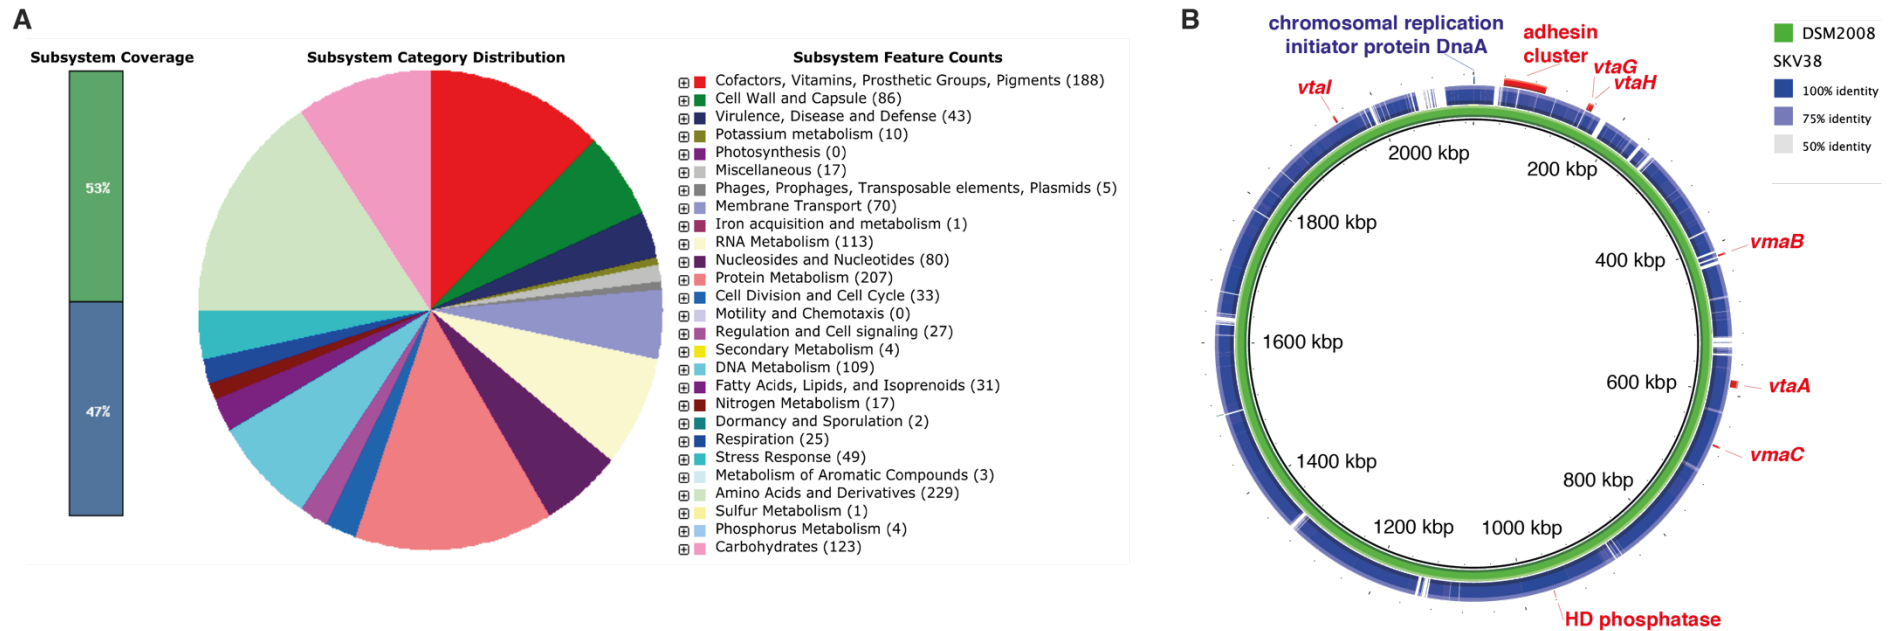 A
Subsystem Coverage
53%
47%
Subsystem Category Distribution
Subsystem Feature Counts
Cofactors, Vitamins, Prosthetic Groups, Pigments (188)
Cell Wall and Capsule (86)
Virulence, Disease and Defense (43)
Potassium metabolism (10)
Photosynthesis (0)
Miscellaneous (17)
Phages, Prophages, Transposable elements, Plasmids (5)
Membrane Transport (70)
Iron acquisition and metabolism (1)
RNA Metabolism (113)
Nucleosides and Nucleotides (80)
Protein Metabolism (207)
Cell Division and Cell Cycle (33)
Motility and Chemotaxis (0)
Regulation and Cell signaling (27)
Secondary Metabolism (4)
DNA Metabolism (109)
Fatty Acids, Lipids, and Isoprenoids (31)
Nitrogen Metabolism (17)
Dormancy and Sporulation (2)
Respiration (25)
Stress Response (49)
Metabolism of Aromatic Compounds (3)
Amino Acids and Derivatives (229)
Sulfur Metabolism (1)
Phosphorus Metabolism (4)
Carbohydrates (123)
B
chromosomal replication
initiator protein DnaA
adhesin
cluster
vtaG
vtaH
vtaI
vmaB
vtaA
vmaC
HD phosphatase
2000 kbp
200 kbp
1800 kbp
400 kbp
1600 kbp
600 kbp
1400 kbp
800 kbp
1200 kbp
1000 kbp
DSM2008
SKV38
100% identity
75% identity
50% identity